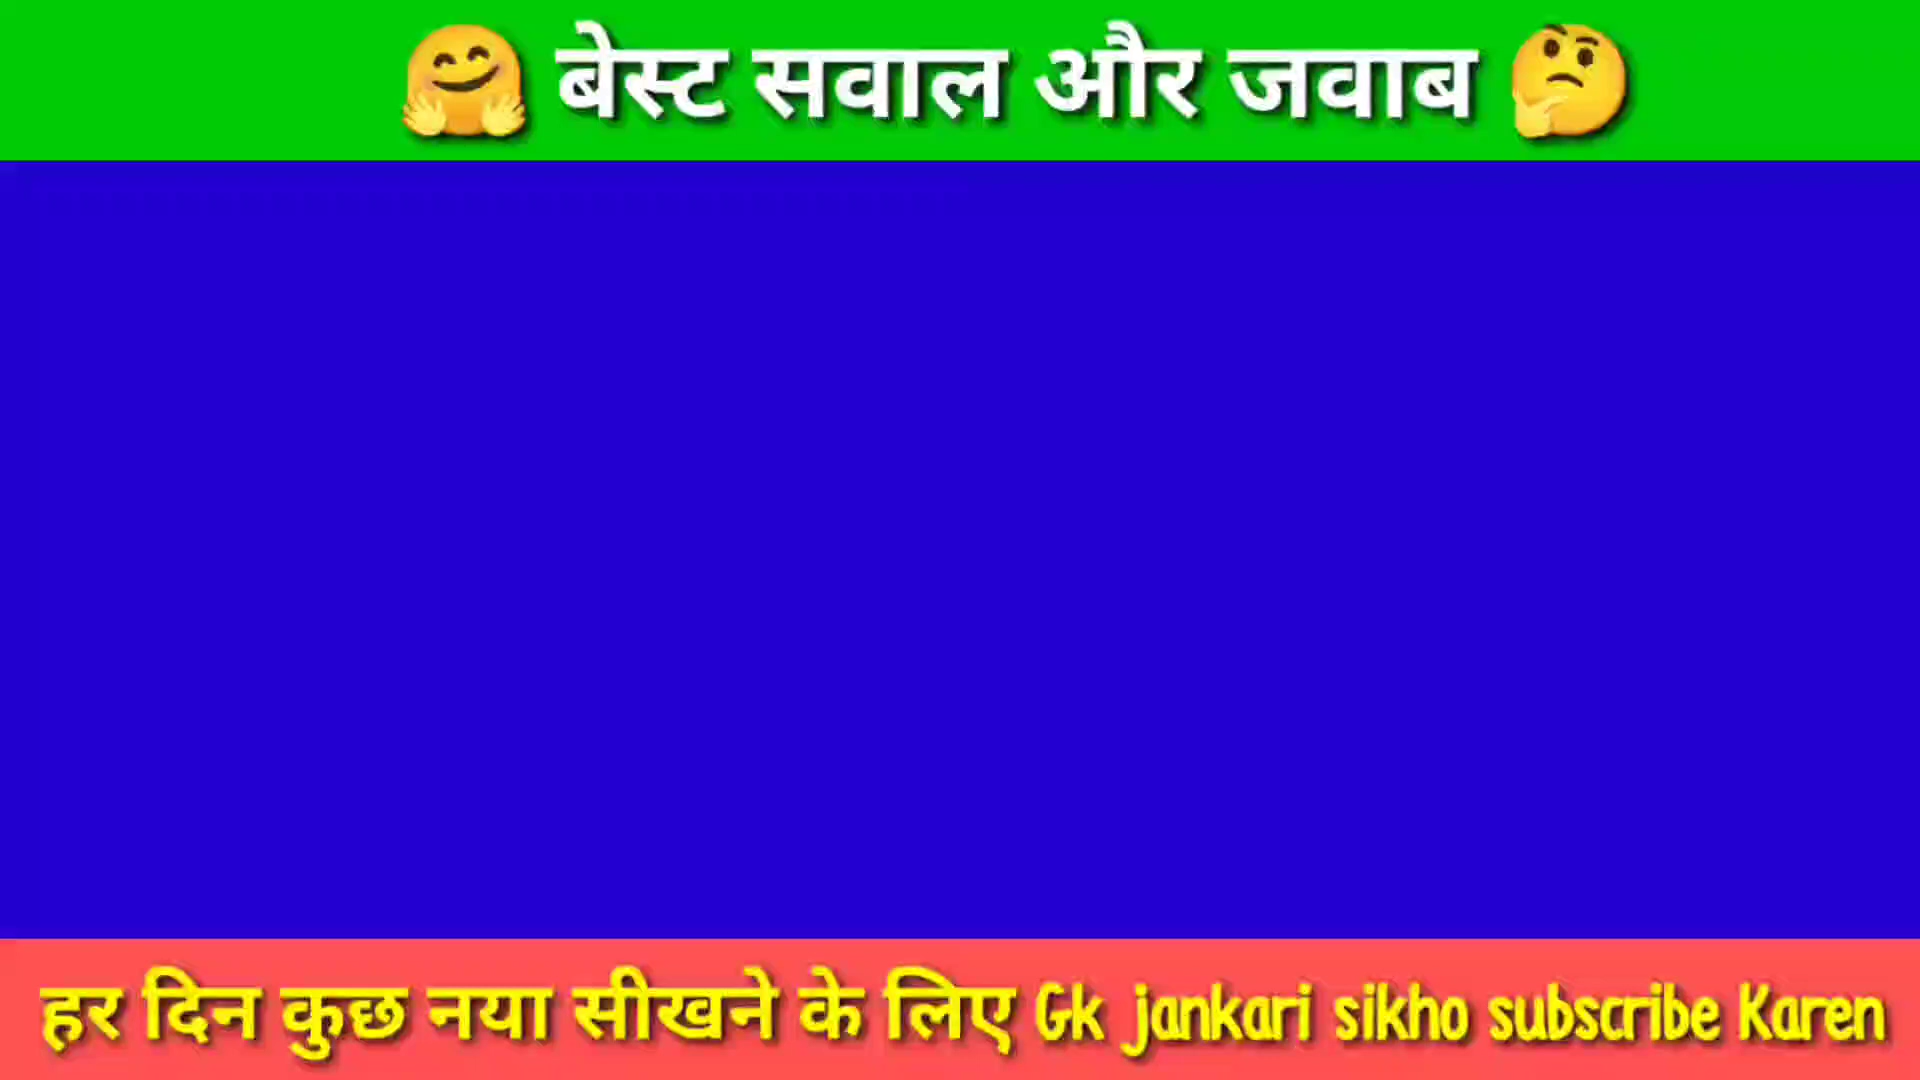 🤗 बेस्ट सवाल और जवाब 🤔
हर दिन कुछ नया सीखने के लिए Gk jankari sikho subscribe Karen